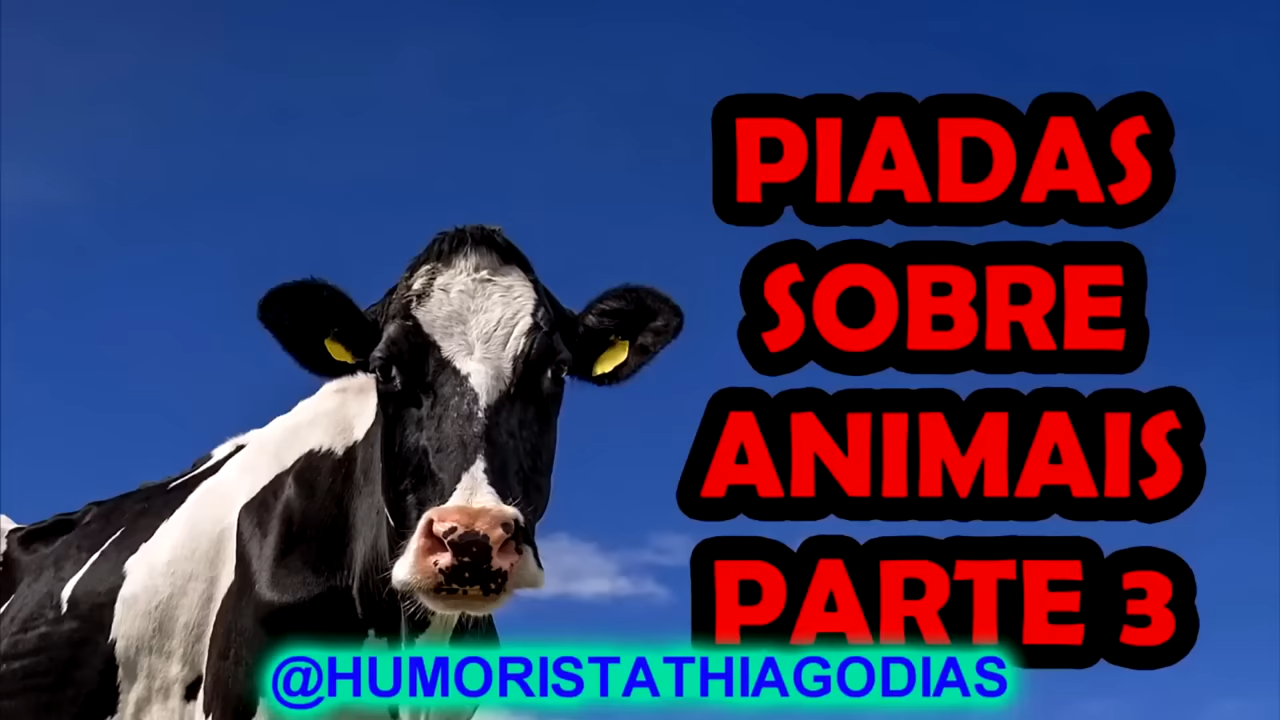 PIADAS
SOBRE
ANIMAIS
PARTE 3
@HUMORISTATHIAGODIAS